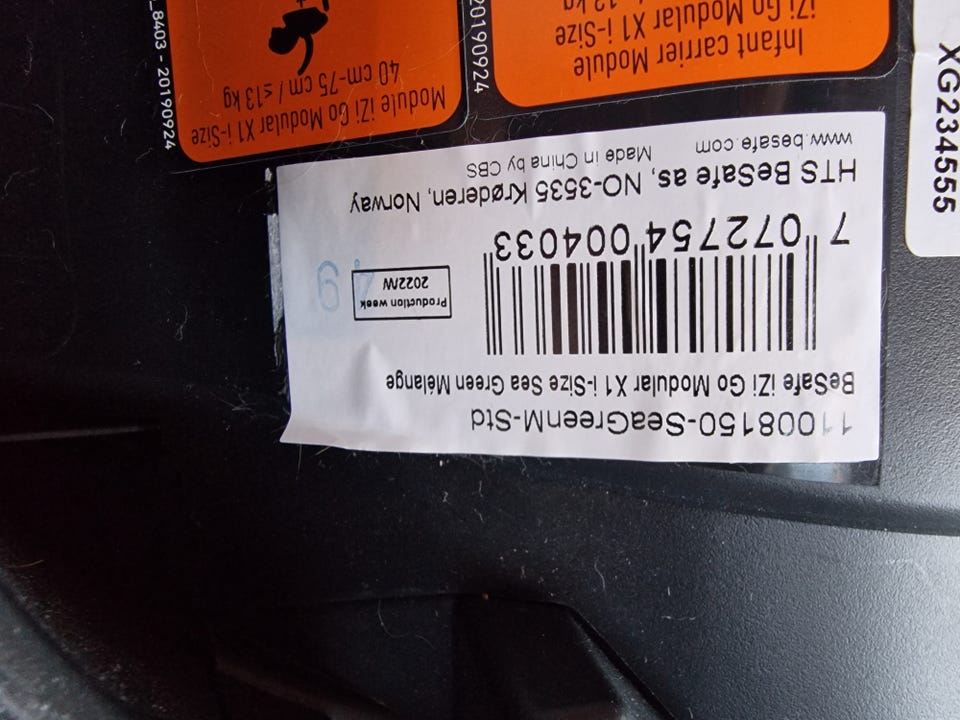 11008150-SeaGreenM-Std
BeSafe iZi Go Modular X1 i-Size Sea Green Mélange
7 072754 004033
Production week
2022/W
HTS BeSafe as, NO-3535 Krøderen, Norway
Made in China by CBS
www.besafe.com
Infant carrier Module
iZi Go Modular X1 i-Size
20190924
Module iZi Go Modular X1 i-Size
40 cm-75 cm / ≤13 kg
_8403 - 20190924
XG234555